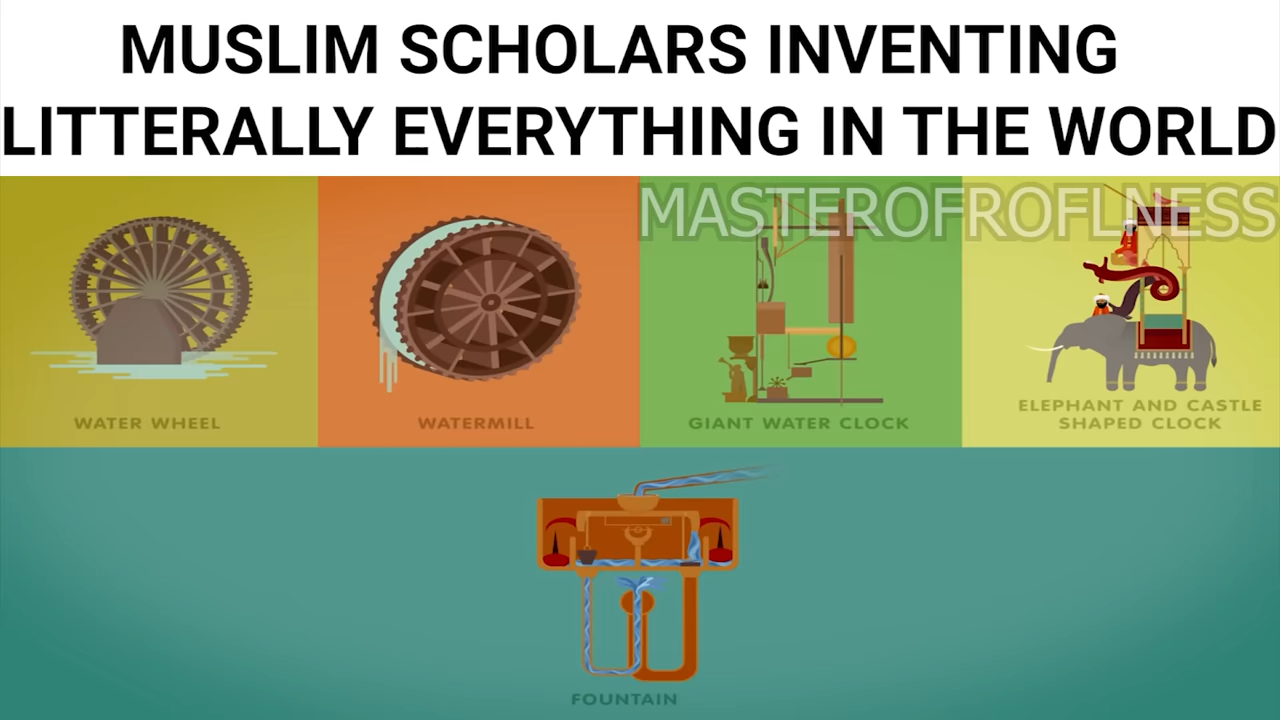 MUSLIM SCHOLARS INVENTING
LITTERALLY EVERYTHING IN THE WORLD
MASTEROFROFLNESS
WATER WHEEL
WATERMILL
GIANT WATER CLOCK
ELEPHANT AND CASTLE
SHAPED CLOCK
FOUNTAIN